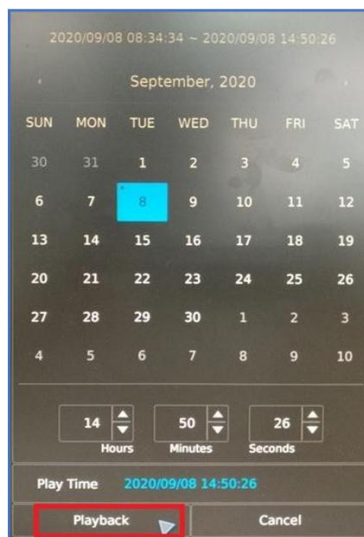 2020/09/08 08:34:34 ~ 2020/09/08 14:50:26
September, 2020
SUN MON TUE WED THU FRI SAT
30 31 1 2 3 4 5
6 7 8 9 10 11 12
13 14 15 16 17 18 19
20 21 22 23 24 25 26
27 28 29 30 1 2 3
4 5 6 7 8 9 10
14 50 26
Hours Minutes Seconds
Play Time 2020/09/08 14:50:26
Playback Cancel